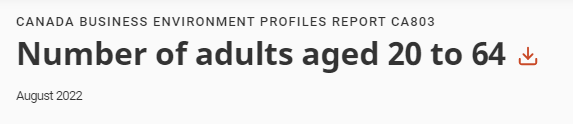 CANADA BUSINESS ENVIRONMENT PROFILES REPORT CA803
Number of adults aged 20 to 64
August 2022